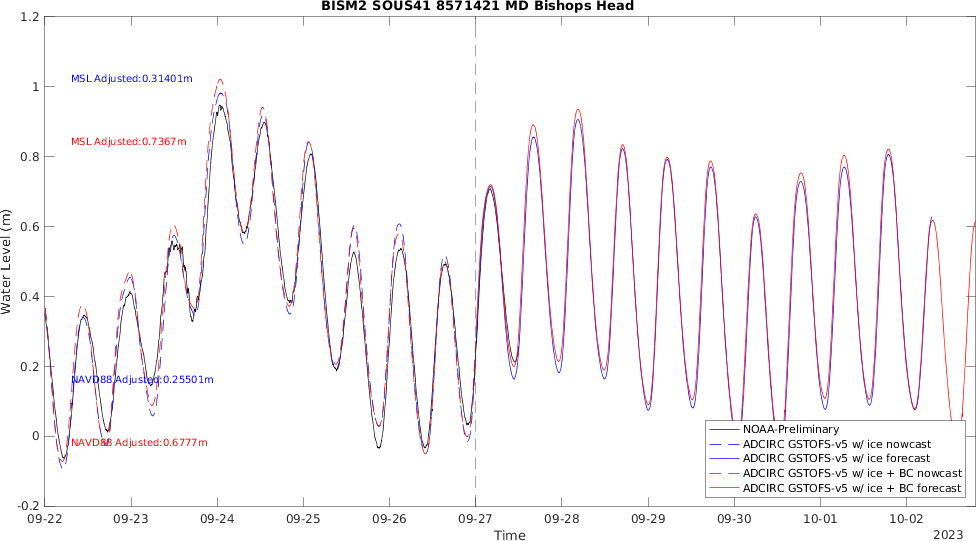 BISM2 SOUS41 8571421 MD Bishops Head
1.2
1
0.8
0.6
0.4
0.2
0
-0.2
Water Level (m)
MSL Adjusted:0.31401m
MSL Adjusted:0.7367m
NAVD88 Adjusted:0.25501m
NAVD88 Adjusted:0.6777m
NOAA-Preliminary
ADCIRC GSTOFS-v5 w/ ice nowcast
ADCIRC GSTOFS-v5 w/ ice forecast
ADCIRC GSTOFS-v5 w/ ice + BC nowcast
ADCIRC GSTOFS-v5 w/ ice + BC forecast
09-22 09-23 09-24 09-25 09-26 09-27 09-28 09-29 09-30 10-01 10-02
Time
2023